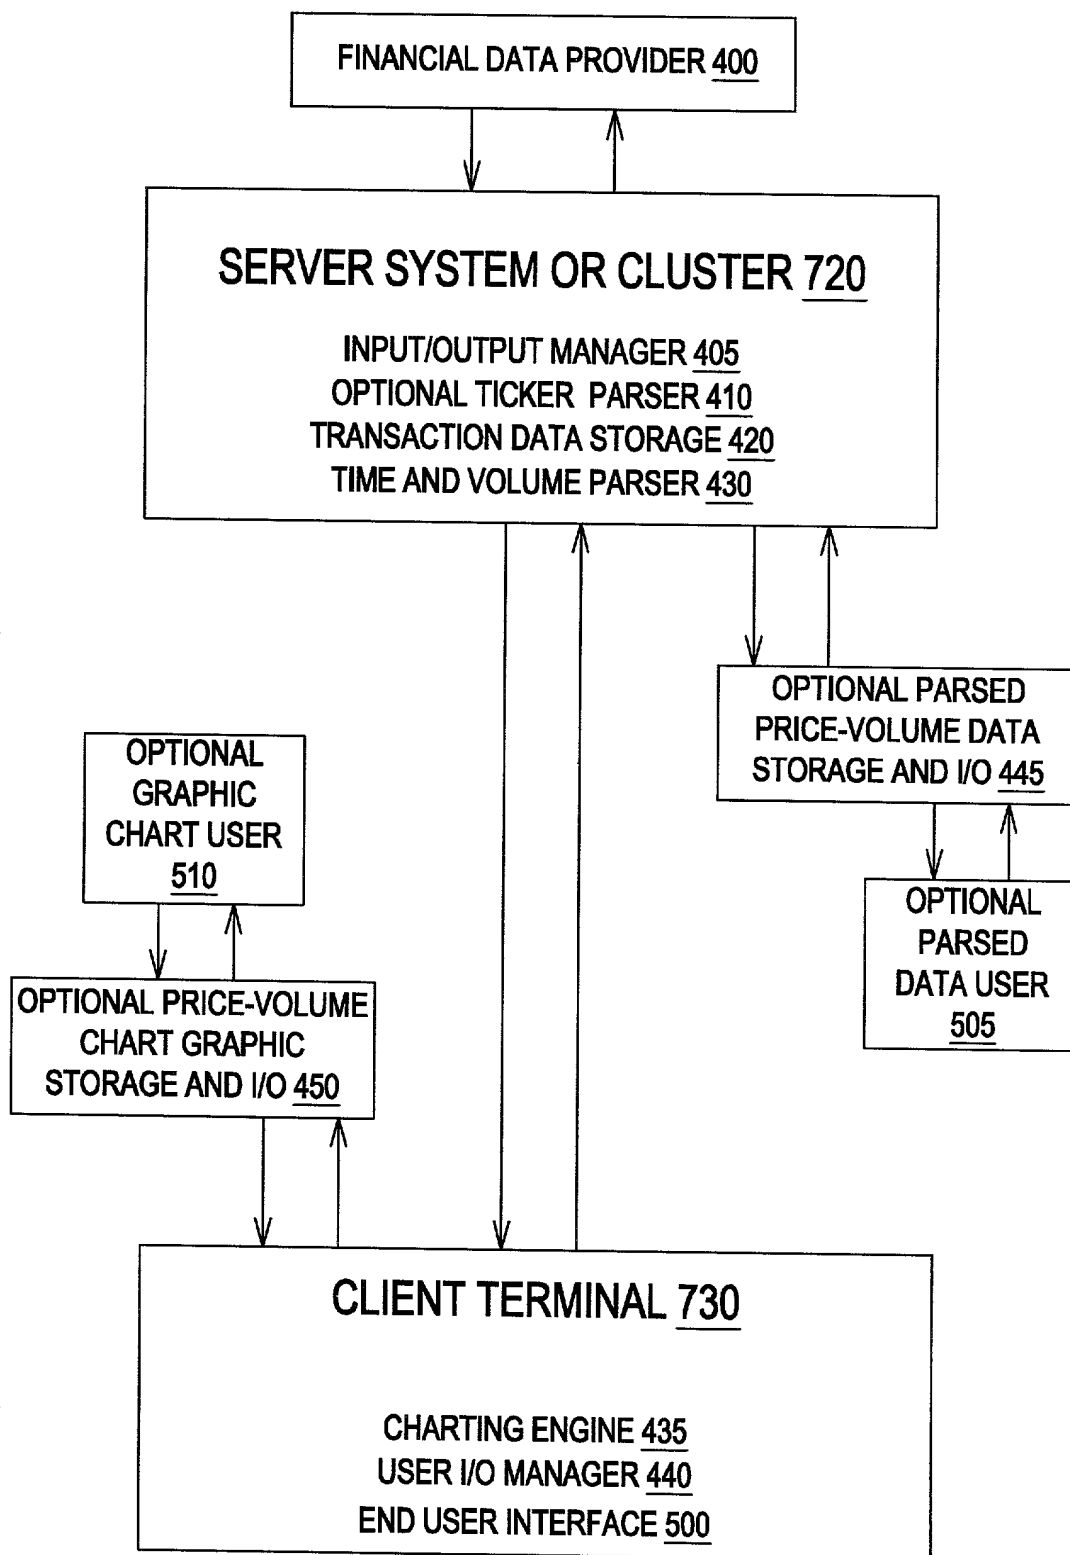 FINANCIAL DATA PROVIDER 400
SERVER SYSTEM OR CLUSTER 720
INPUT/OUTPUT MANAGER 405
OPTIONAL TICKER PARSER 410
TRANSACTION DATA STORAGE 420
TIME AND VOLUME PARSER 430
OPTIONAL PARSED
PRICE-VOLUME DATA
STORAGE AND I/O 445
OPTIONAL
GRAPHIC
CHART USER
510
OPTIONAL
PARSED
DATA USER
505
OPTIONAL PRICE-VOLUME
CHART GRAPHIC
STORAGE AND I/O 450
CLIENT TERMINAL 730
CHARTING ENGINE 435
USER I/O MANAGER 440
END USER INTERFACE 500